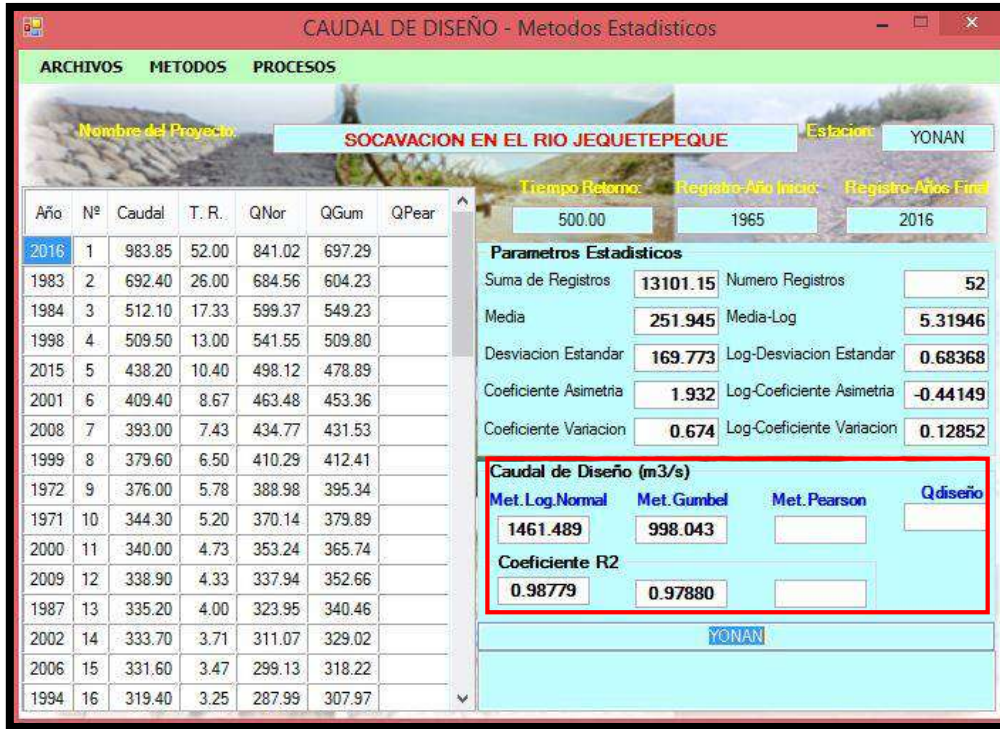 CAUDAL DE DISEÑO - Metodos Estadisticos
ARCHIVOS METODOS PROCESOS
Nombre del Proyecto: SOCAVACION EN EL RIO JEQUETEPEQUE Estacion: YONAN
Tiempo Retorno: Registro-Año Inicio: Registro-Años Final
500.00 1965 2016
Año Nº Caudal T. R. QNor QGum QPear
2016 1 983.85 52.00 841.02 697.29
1983 2 692.40 26.00 684.56 604.23
1984 3 512.10 17.33 599.37 549.23
1998 4 509.50 13.00 541.55 509.80
2015 5 438.20 10.40 498.12 478.89
2001 6 409.40 8.67 463.48 453.36
2008 7 393.00 7.43 434.77 431.53
1999 8 379.60 6.50 410.29 412.41
1972 9 376.00 5.78 388.98 395.34
1971 10 344.30 5.20 370.14 379.89
2000 11 340.00 4.73 353.24 365.74
2009 12 338.90 4.33 337.94 352.66
1987 13 335.20 4.00 323.95 340.46
2002 14 333.70 3.71 311.07 329.02
2006 15 331.60 3.47 299.13 318.22
1994 16 319.40 3.25 287.99 307.97
Parametros Estadisticos
Suma de Registros 13101.15 Numero Registros 52
Media 251.945 Media-Log 5.31946
Desviacion Estandar 169.773 Log-Desviacion Estandar 0.68368
Coeficiente Asimetria 1.932 Log-Coeficiente Asimetria -0.44149
Coeficiente Variacion 0.674 Log-Coeficiente Variacion 0.12852
Caudal de Diseño (m3/s)
Met.Log.Normal Met.Gumbel Met.Pearson Qdiseño
1461.489 998.043
Coeficiente R2
0.98779 0.97880
YONAN